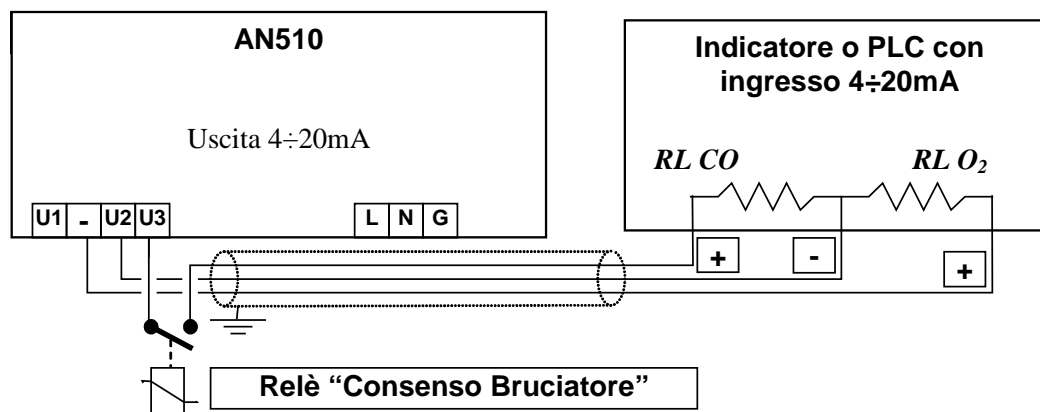 AN510
Indicatore o PLC con
ingresso 4÷20mA
Uscita 4÷20mA
RL CO
RL O₂
U1 - U2 U3
L N G
+ - +
Relè “Consenso Bruciatore”